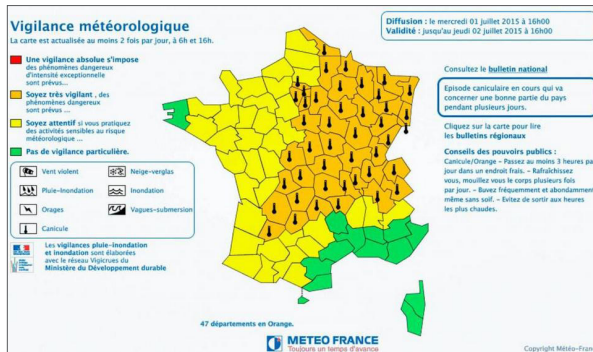 Vigilance météorologique
La carte est actualisée au moins 2 fois par jour, à 6h et 16h.
Une vigilance absolue s'impose
des phénomènes dangereux
d'intensité exceptionnelle
sont prévus...
Soyez très vigilant , des
phénomènes dangereux
sont prévus ...
Soyez attentif si vous pratiquez
des activités sensibles au risque
météorologique ...
Pas de vigilance particulière.
Vent violent
Neige-verglas
Pluie-Inondation
Inondation
Orages
Vagues-submersion
Canicule
Les vigilances pluie-inondation
et inondation sont élaborées
avec le réseau Vigicrues du
Ministère du Développement durable
47 départements en Orange.
METEO FRANCE
Toujours un temps d'avance
Diffusion : le mercredi 01 juillet 2015 à 16h00
Validité : jusqu'au jeudi 02 juillet 2015 à 16h00
Consultez le bulletin national
Episode caniculaire en cours qui va
concerner une bonne partie du pays
pendant plusieurs jours.
Cliquez sur la carte pour lire
les bulletins régionaux
Conseils des pouvoirs publics :
Canicule/Orange - Passez au moins 3 heures par
jour dans un endroit frais. - Rafraîchissez
vous, mouillez vous le corps plusieurs fois
par jour. - Buvez fréquemment et abondamment
même sans soif. - Evitez de sortir aux heures
les plus chaudes.
Copyright Météo-France